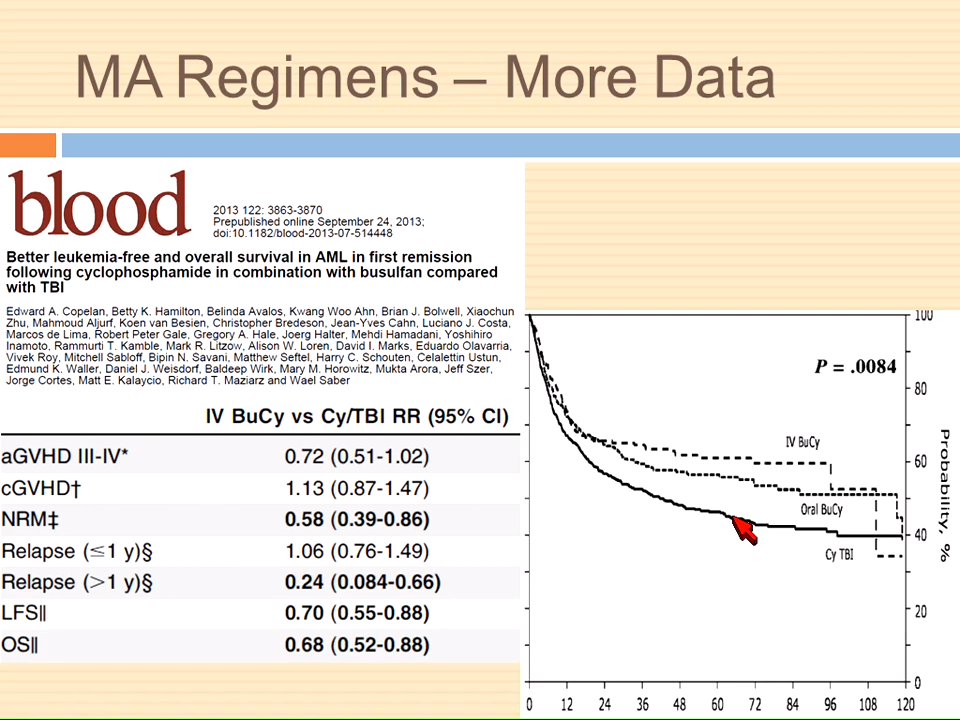 MA Regimens – More Data
blood
2013 122: 3863-3870
Prepublished online September 24, 2013;
doi:10.1182/blood-2013-07-514448
Better leukemia-free and overall survival in AML in first remission
following cyclophosphamide in combination with busulfan compared
with TBI
Edward A. Copelan, Betty K. Hamilton, Belinda Avalos, Kwang Woo Ahn, Brian J. Bolwell, Xiaochun
Zhu, Mahmoud Aljurf, Koen van Besien, Christopher Bredeson, Jean-Yves Cahn, Luciano J. Costa,
Marcos de Lima, Robert Peter Gale, Gregory A. Hale, Joerg Halter, Mehdi Hamadani, Yoshihiro
Inamoto, Rammurti T. Kamble, Mark R. Litzow, Alison W. Loren, David I. Marks, Eduardo Olavarria,
Vivek Roy, Mitchell Sabloff, Bipin N. Savani, Matthew Seftel, Harry C. Schouten, Celalettin Ustun,
Edmund K. Waller, Daniel J. Weisdorf, Baldeep Wirk, Mary M. Horowitz, Mukta Arora, Jeff Szer,
Jorge Cortes, Matt E. Kalaycio, Richard T. Maziarz and Wael Saber
IV BuCy vs Cy/TBI RR (95% CI)
aGVHD III-IV* 0.72 (0.51-1.02)
cGVHD† 1.13 (0.87-1.47)
NRM‡ 0.58 (0.39-0.86)
Relapse (≤1 y)§ 1.06 (0.76-1.49)
Relapse (>1 y)§ 0.24 (0.084-0.66)
LFS‖ 0.70 (0.55-0.88)
OS‖ 0.68 (0.52-0.88)
100
P = .0084
80
IV BuCy
60
Oral BuCy
40
Cy TBI
20
0
Probability, %
0 12 24 36 48 60 72 84 96 108 120